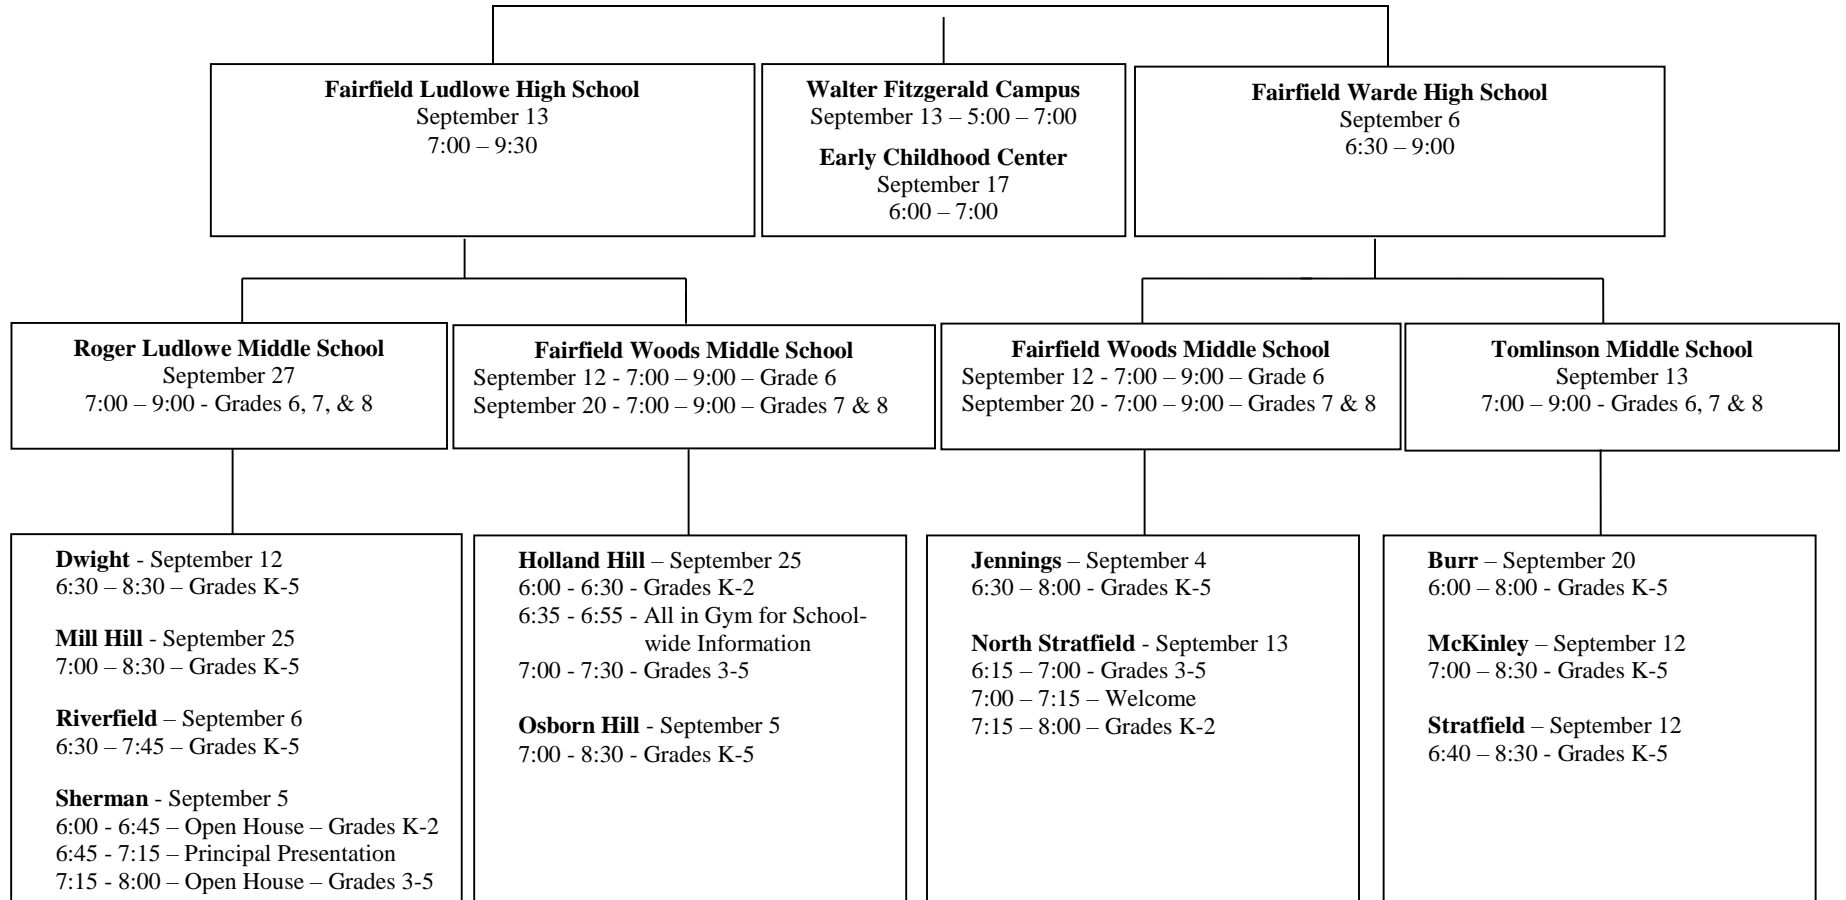 Fairfield Ludlowe High School
September 13
7:00 – 9:30
Walter Fitzgerald Campus
September 13 – 5:00 – 7:00
Early Childhood Center
September 17
6:00 – 7:00
Fairfield Warde High School
September 6
6:30 – 9:00
Roger Ludlowe Middle School
September 27
7:00 – 9:00 - Grades 6, 7, & 8
Fairfield Woods Middle School
September 12 - 7:00 – 9:00 – Grade 6
September 20 - 7:00 – 9:00 – Grades 7 & 8
Fairfield Woods Middle School
September 12 - 7:00 – 9:00 – Grade 6
September 20 - 7:00 – 9:00 – Grades 7 & 8
Tomlinson Middle School
September 13
7:00 – 9:00 - Grades 6, 7 & 8
Dwight - September 12
6:30 – 8:30 – Grades K-5
Mill Hill - September 25
7:00 – 8:30 – Grades K-5
Riverfield – September 6
6:30 – 7:45 – Grades K-5
Sherman - September 5
6:00 - 6:45 – Open House – Grades K-2
6:45 - 7:15 – Principal Presentation
7:15 - 8:00 – Open House – Grades 3-5
Holland Hill – September 25
6:00 - 6:30 - Grades K-2
6:35 - 6:55 - All in Gym for School-
wide Information
7:00 - 7:30 - Grades 3-5
Osborn Hill - September 5
7:00 - 8:30 - Grades K-5
Jennings – September 4
6:30 – 8:00 - Grades K-5
North Stratfield - September 13
6:15 – 7:00 - Grades 3-5
7:00 – 7:15 – Welcome
7:15 – 8:00 – Grades K-2
Burr – September 20
6:00 – 8:00 - Grades K-5
McKinley – September 12
7:00 – 8:30 - Grades K-5
Stratfield – September 12
6:40 – 8:30 - Grades K-5